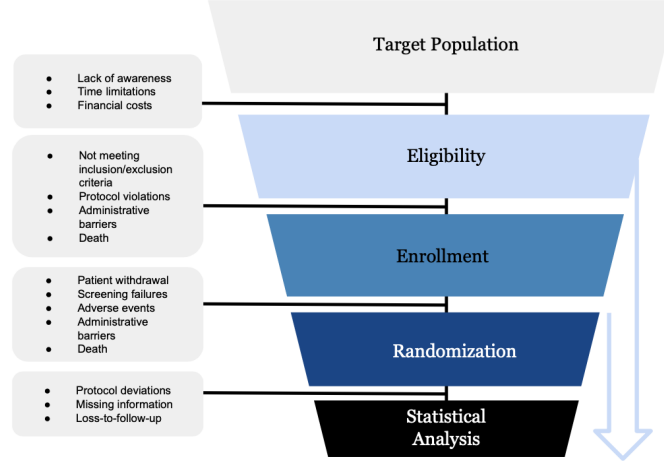 Target Population
● Lack of awareness
● Time limitations
● Financial costs
Eligibility
● Not meeting
inclusion/exclusion
criteria
● Protocol violations
● Administrative
barriers
● Death
Enrollment
● Patient withdrawal
● Screening failures
● Adverse events
● Administrative
barriers
● Death
Randomization
● Protocol deviations
● Missing information
● Loss-to-follow-up
Statistical
Analysis